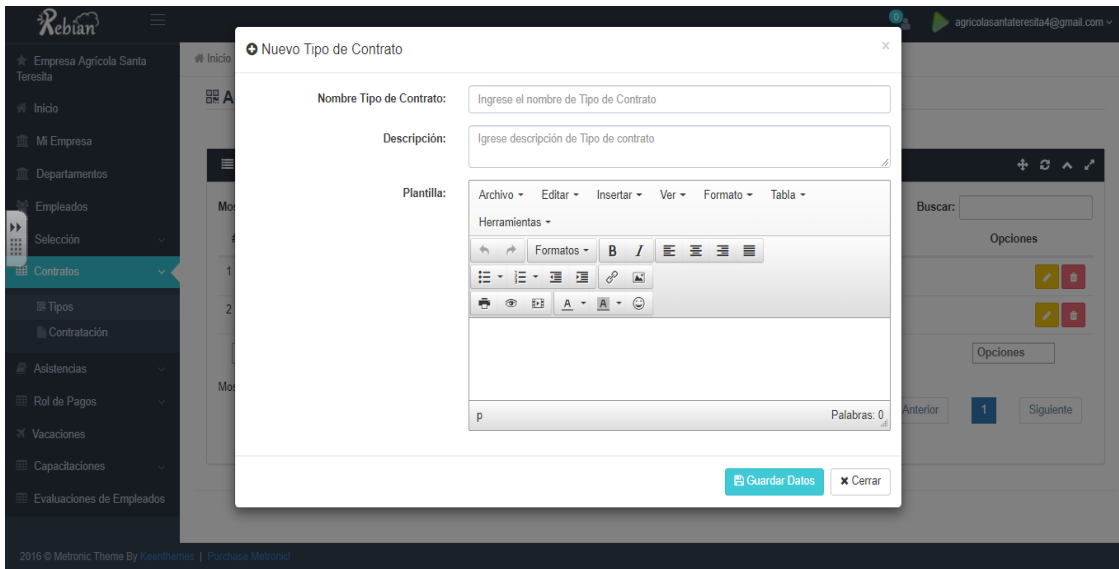 Rebian
0
agricolasantateresita4@gmail.com
Empresa Agricola Santa
Teresita
Inicio
Mi Empresa
Departamentos
Empleados
Selección
Contratos
Tipos
Contratación
Asistencias
Rol de Pagos
Vacaciones
Capacitaciones
Evaluaciones de Empleados
Inicio
A
Mos
#
1
2
Mos
Nuevo Tipo de Contrato
x
Nombre Tipo de Contrato:
Ingrese el nombre de Tipo de Contrato
Descripción:
Igrese descripción de Tipo de contrato
Plantilla:
Archivo Editar Insertar Ver Formato Tabla
Herramientas
Formatos B I
A A
p
Palabras: 0
Guardar Datos
Cerrar
Buscar:
Opciones
Opciones
Anterior 1 Siguiente
2016 © Metronic Theme By Keenthemes | Purchase Metronic!